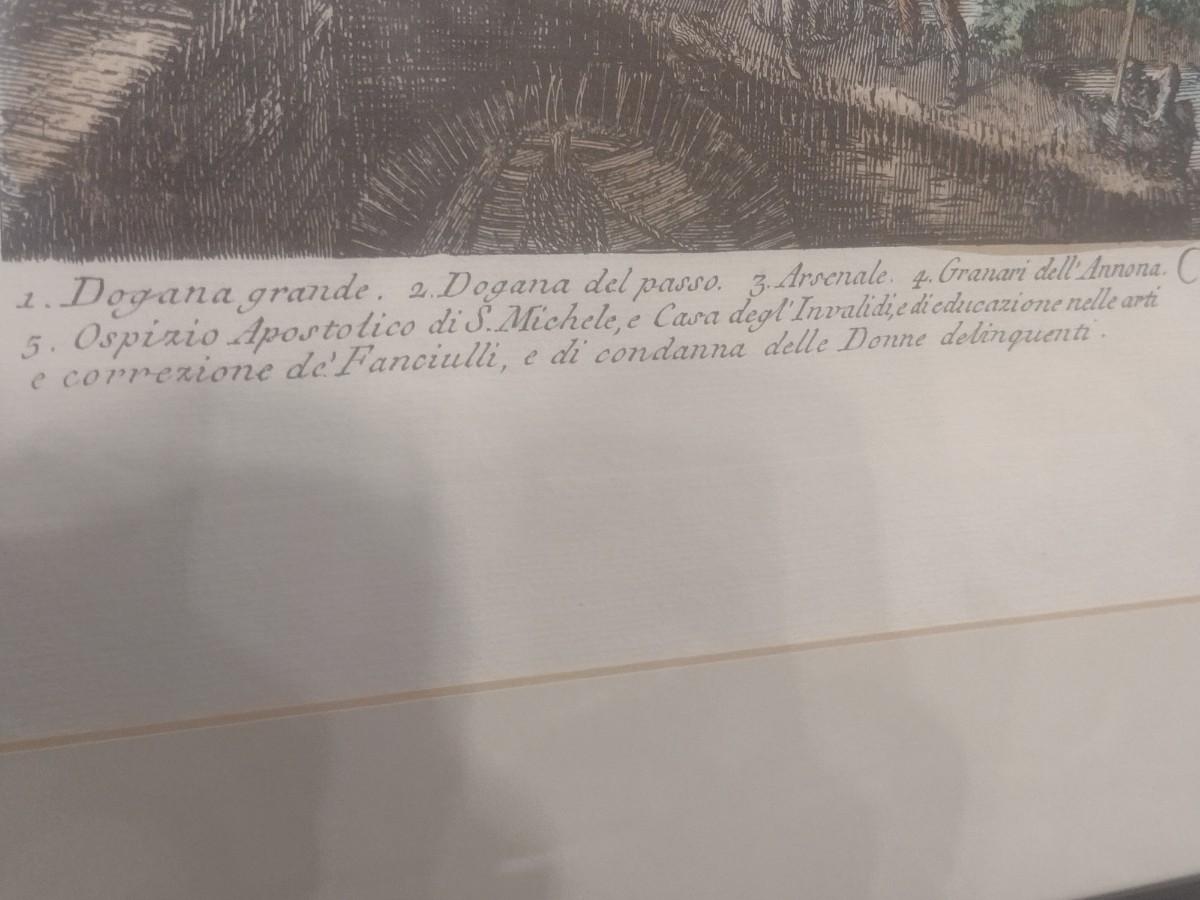 1. Dogana grande. 2. Dogana del passo. 3. Arsenale. 4. Granari dell'Annona.
5. Ospizio Apostolico di S. Michele, e Casa degl'Invalidi, e di educazione nelle arti
e correzione de' Fanciulli, e di condanna delle Donne delinquenti.